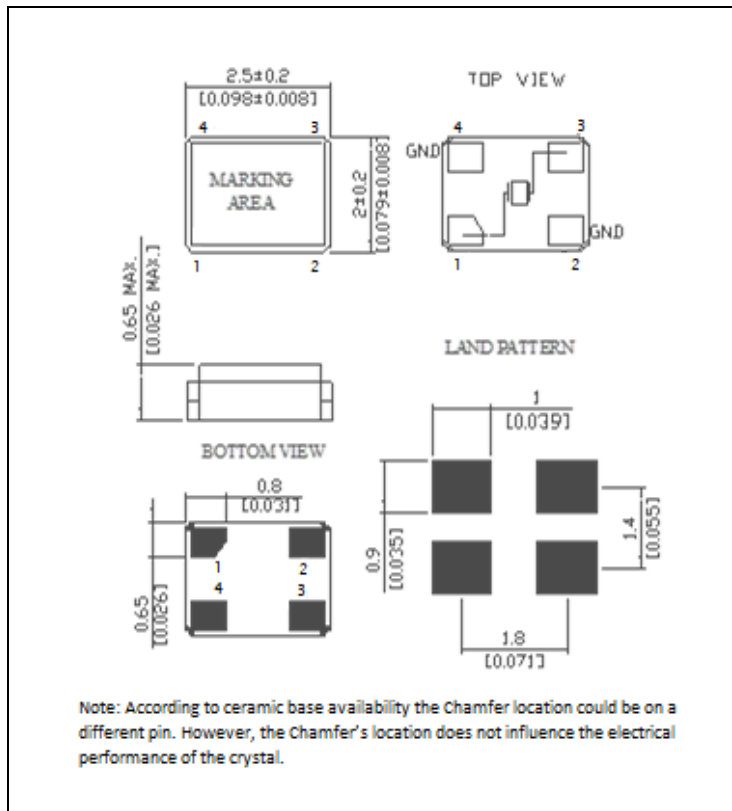 2.5±0.2
[0.098±0.008]
4 3
MARKING
AREA
1 2
2±0.2
[0.079±0.008]
TOP VIEW
4 3
GND
GND
1 2
0.65 MAX.
[0.026 MAX.]
LAND PATTERN
1
[0.039]
0.9
[0.035]
1.4
[0.055]
1.8
[0.071]
BOTTOM VIEW
0.8
[0.031]
1 2
4 3
0.65
[0.026]
Note: According to ceramic base availability the Chamfer location could be on a
different pin. However, the Chamfer's location does not influence the electrical
performance of the crystal.